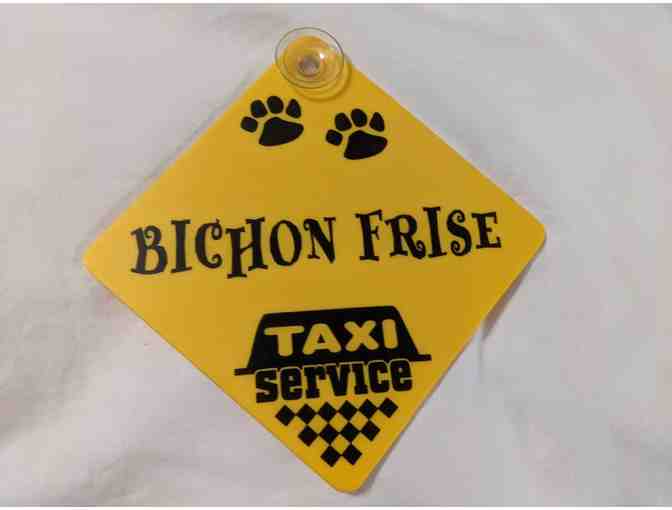 BICHON FRISE
TAXI
service